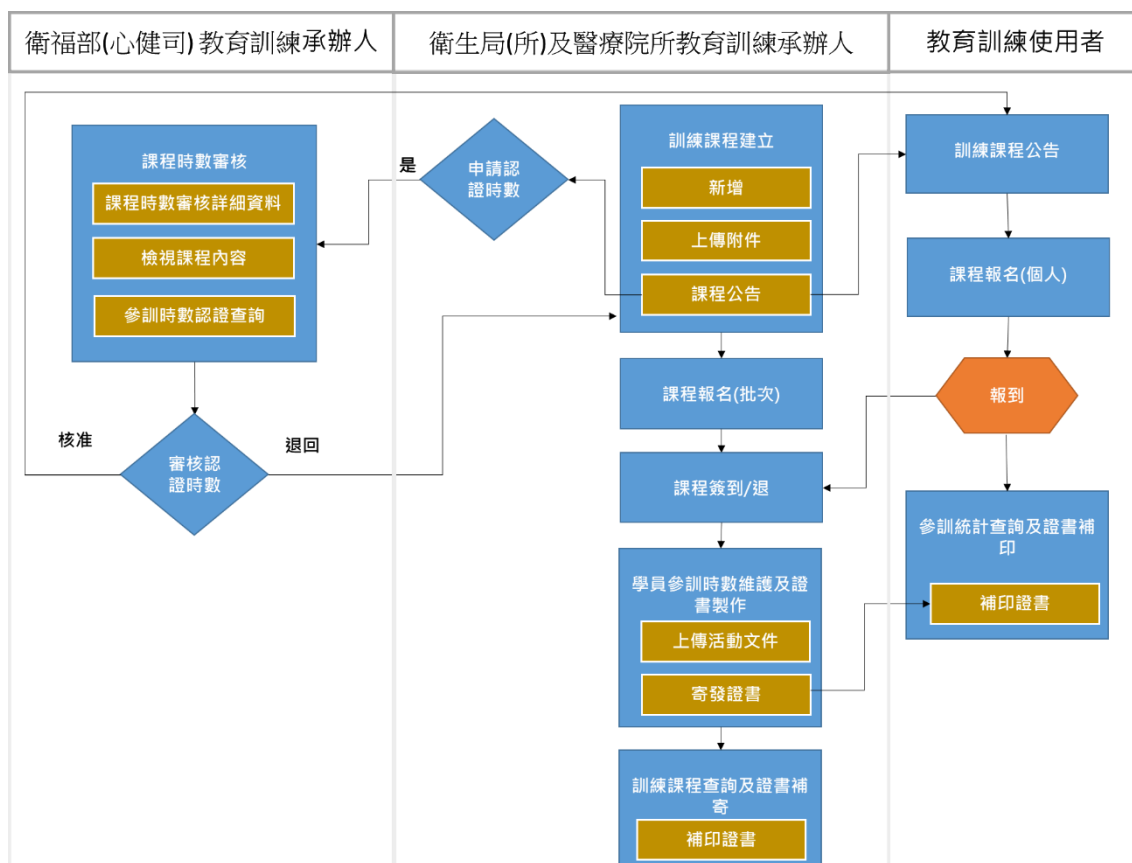 衛福部(心健司) 教育訓練承辦人
衛生局(所)及醫療院所教育訓練承辦人
教育訓練使用者
課程時數審核
課程時數審核詳細資料
檢視課程內容
參訓時數認證查詢
審核認
證時數
核准
退回
是
申請認
證時數
訓練課程建立
新增
上傳附件
課程公告
課程報名(批次)
課程簽到/退
學員參訓時數維護及證
書製作
上傳活動文件
寄發證書
訓練課程查詢及證書補
寄
補印證書
訓練課程公告
課程報名(個人)
報到
參訓統計查詢及證書補
印
補印證書